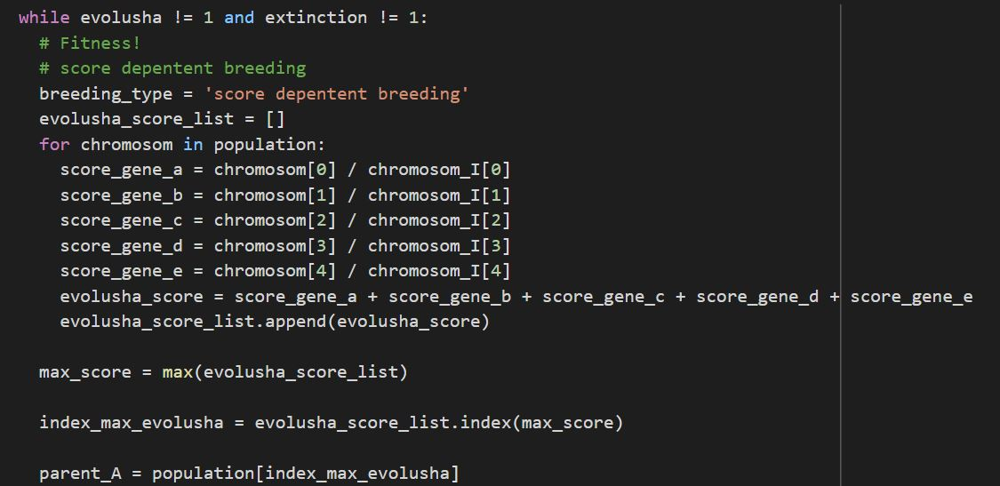 while evolusha != 1 and extinction != 1:
  # Fitness!
  # score depentent breeding
  breeding_type = 'score depentent breeding'
  evolusha_score_list = []
  for chromosom in population:
    score_gene_a = chromosom[0] / chromosom_I[0]
    score_gene_b = chromosom[1] / chromosom_I[1]
    score_gene_c = chromosom[2] / chromosom_I[2]
    score_gene_d = chromosom[3] / chromosom_I[3]
    score_gene_e = chromosom[4] / chromosom_I[4]
    evolusha_score = score_gene_a + score_gene_b + score_gene_c + score_gene_d + score_gene_e
    evolusha_score_list.append(evolusha_score)
  max_score = max(evolusha_score_list)
  index_max_evolusha = evolusha_score_list.index(max_score)
  parent_A = population[index_max_evolusha]